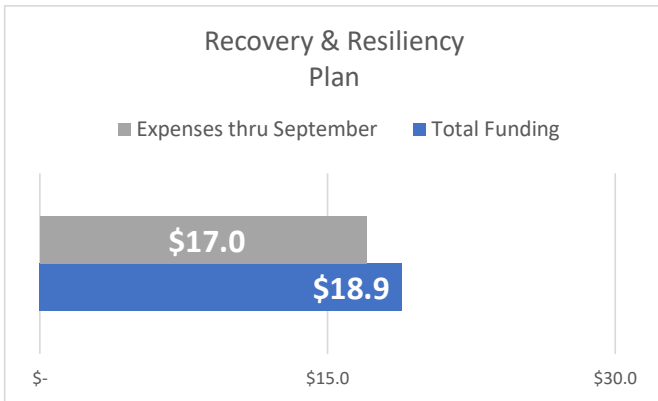 Recovery & Resiliency
Plan
Expenses thru September Total Funding
$17.0
$18.9
$- $15.0 $30.0